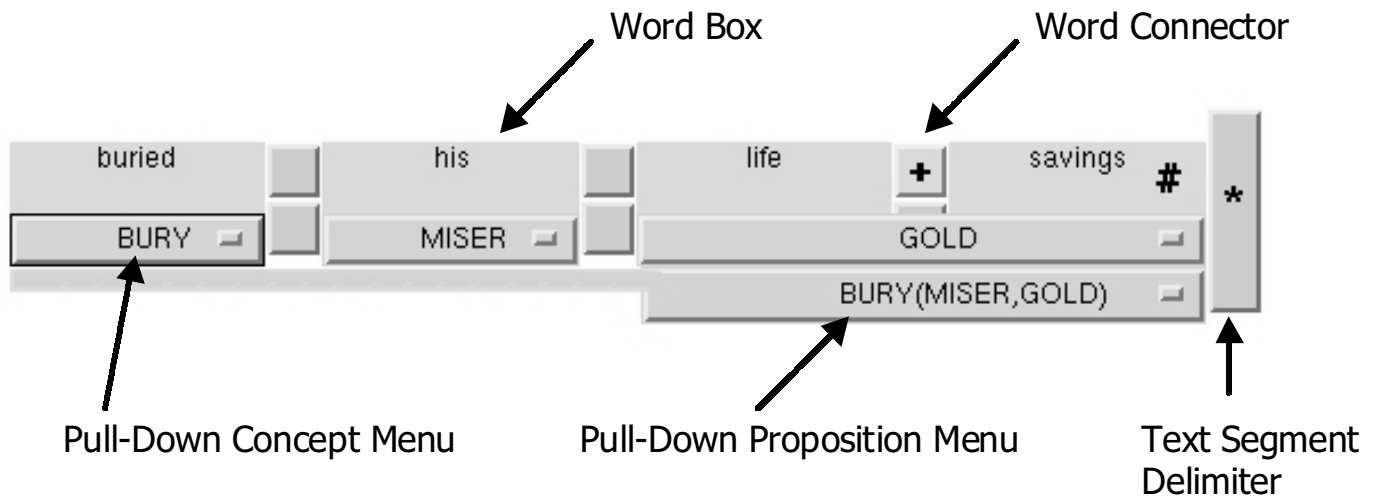 Word Box
Word Connector
buried
his
life
+
savings
#
*
BURY
MISER
GOLD
BURY(MISER,GOLD)
Pull-Down Concept Menu
Pull-Down Proposition Menu
Text Segment
Delimiter